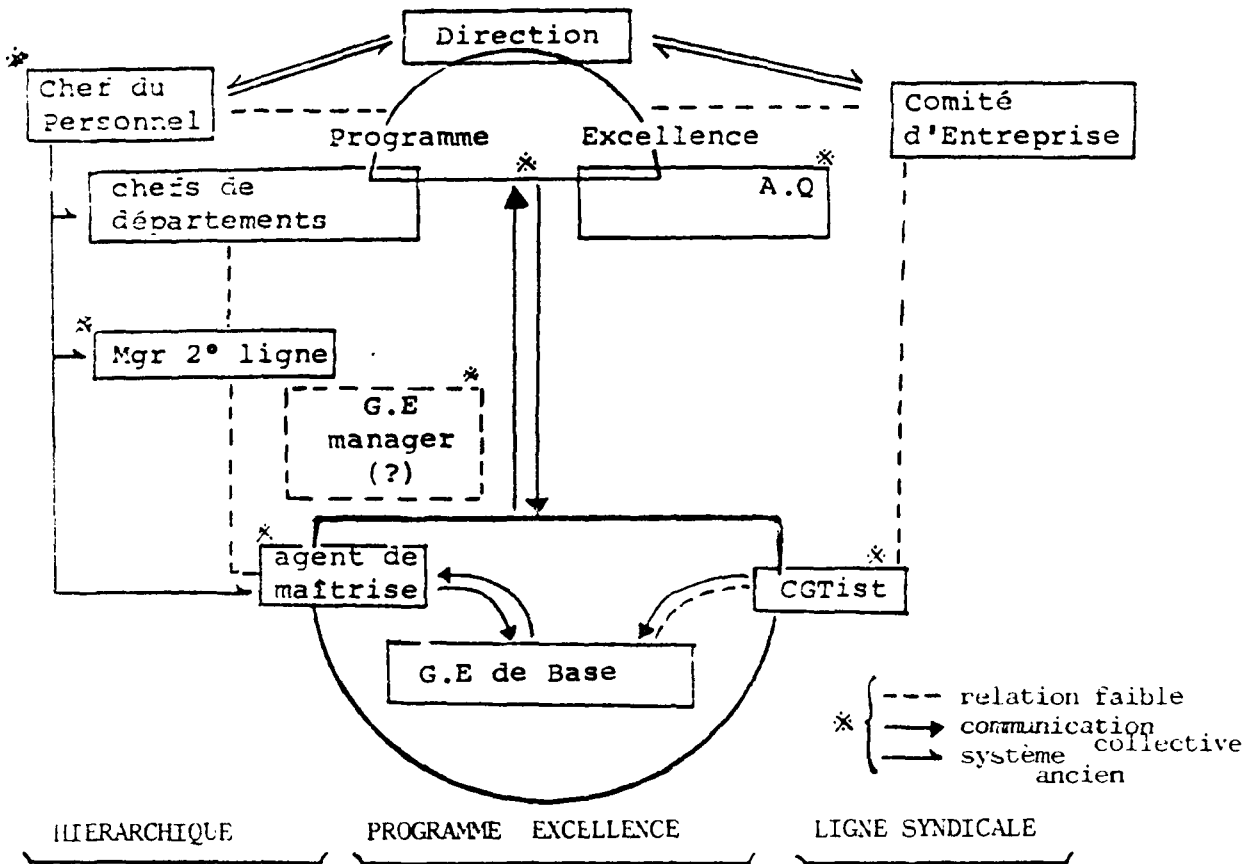 Direction
Chef du
Personnel
Comité
d'Entreprise
Programme Excellence
chefs de
départements
A.Q
Mgr 2° ligne
G.E
manager
(?)
agent de
maîtrise
CGTist
G.E de Base
relation faible
communication
collective
système
ancien
HIERARCHIQUE PROGRAMME EXCELLENCE LIGNE SYNDICALE